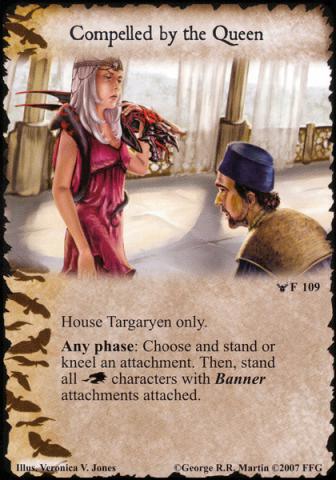 Compelled by the Queen
F 109
House Targaryen only.
Any phase: Choose and stand or
kneel an attachment. Then, stand
all characters with Banner
attachments attached.
Illus. Veronica V. Jones ©George R.R. Martin ©2007 FFG